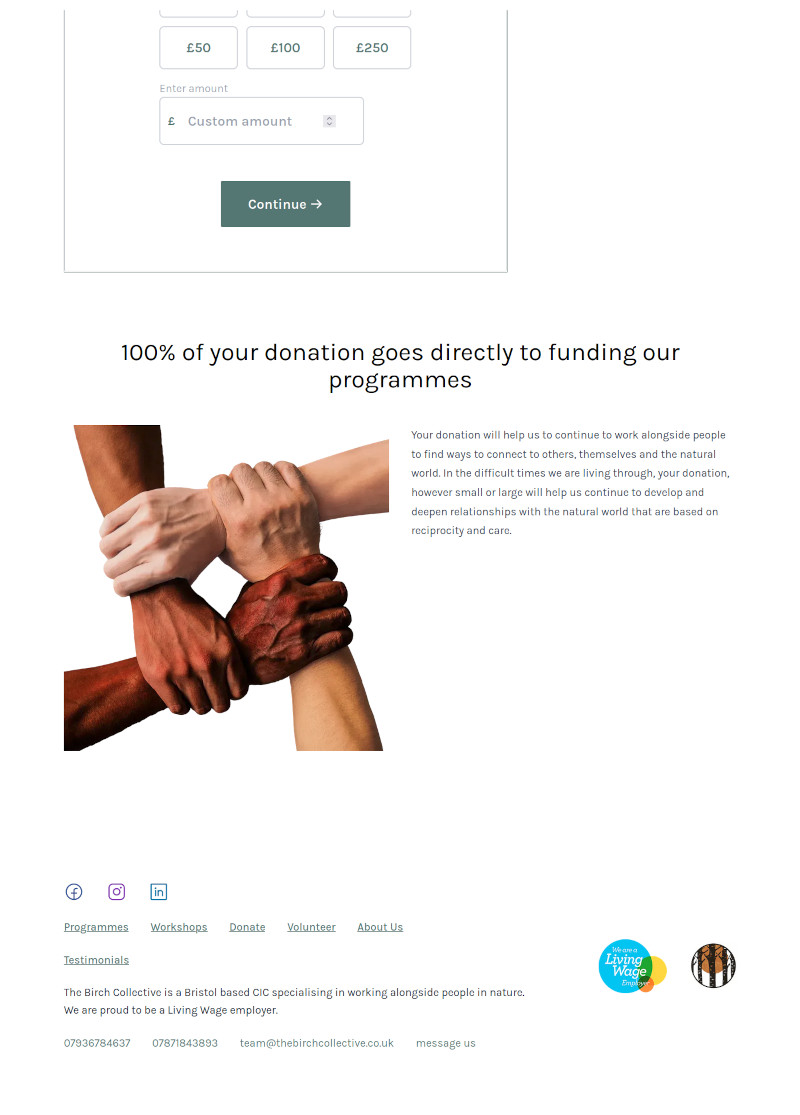 £50 £100 £250
Enter amount
£ Custom amount
Continue →
100% of your donation goes directly to funding our
programmes
Your donation will help us to continue to work alongside people
to find ways to connect to others, themselves and the natural
world. In the difficult times we are living through, your donation,
however small or large will help us continue to develop and
deepen relationships with the natural world that are based on
reciprocity and care.
Programmes Workshops Donate Volunteer About Us
Testimonials
We are a
Living
Wage
Employer
The Birch Collective is a Bristol based CIC specialising in working alongside people in nature.
We are proud to be a Living Wage employer.
07936784637 07871843893 team@thebirchcollective.co.uk message us